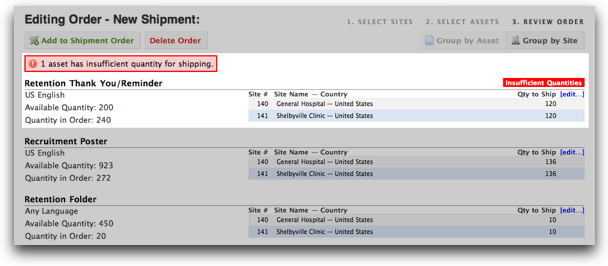 Editing Order - New Shipment:
1. SELECT SITES 2. SELECT ASSETS 3. REVIEW ORDER
Add to Shipment Order Delete Order Group by Asset Group by Site
1 asset has insufficient quantity for shipping.
Retention Thank You/Reminder Insufficient Quantities
US English Site # Site Name — Country Qty to Ship [edit...]
Available Quantity: 200 140 General Hospital — United States 120
Quantity in Order: 240 141 Shelbyville Clinic — United States 120
Recruitment Poster
US English Site # Site Name — Country Qty to Ship [edit...]
Available Quantity: 923 140 General Hospital — United States 136
Quantity in Order: 272 141 Shelbyville Clinic — United States 136
Retention Folder
Any Language Site # Site Name — Country Qty to Ship [edit...]
Available Quantity: 450 140 General Hospital — United States 10
Quantity in Order: 20 141 Shelbyville Clinic — United States 10